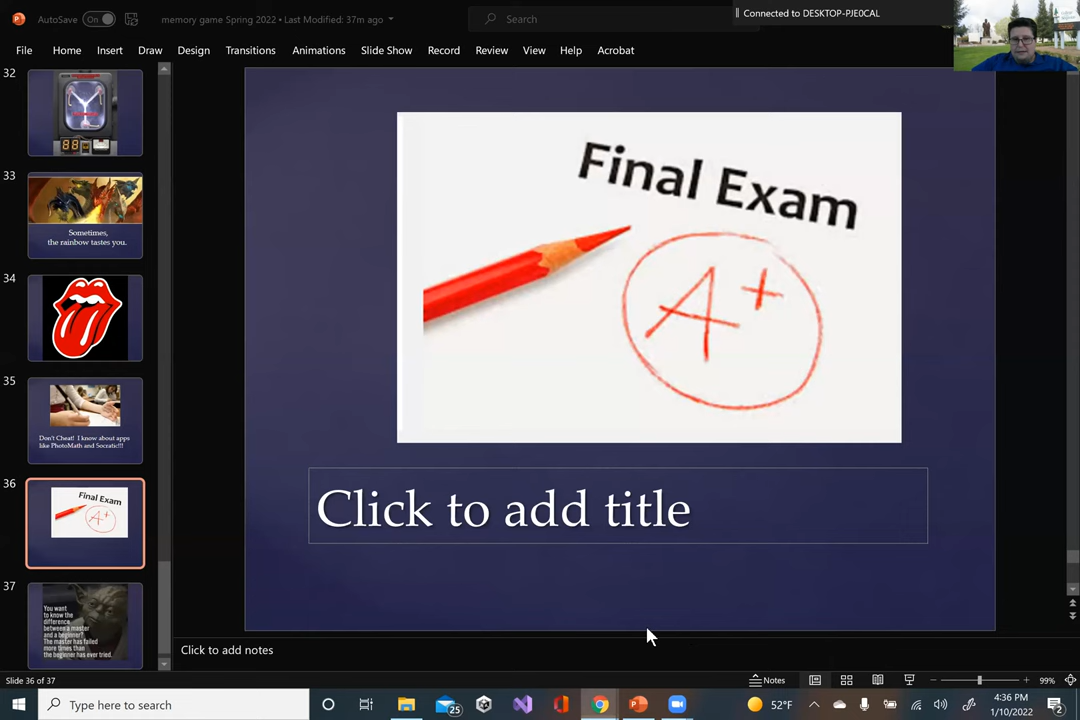 AutoSave On memory game Spring 2022 • Last Modified: 37m ago Search Connected to DESKTOP-PJE0CAL
File Home Insert Draw Design Transitions Animations Slide Show Record Review View Help Acrobat
32
33
Sometimes,
the rainbow tastes you.
34
35
Don't Cheat! I know about apps
like PhotoMath and Socratic!!!
36
Final Exam
A+
37
You want
to know the
difference
between a master
and a beginner?
The master has failed
more times than
the beginner has ever tried.
Final Exam
A+
Click to add title
Click to add notes
Slide 36 of 37 Notes 99%
Type here to search 25 52°F 4:36 PM
1/10/2022 2